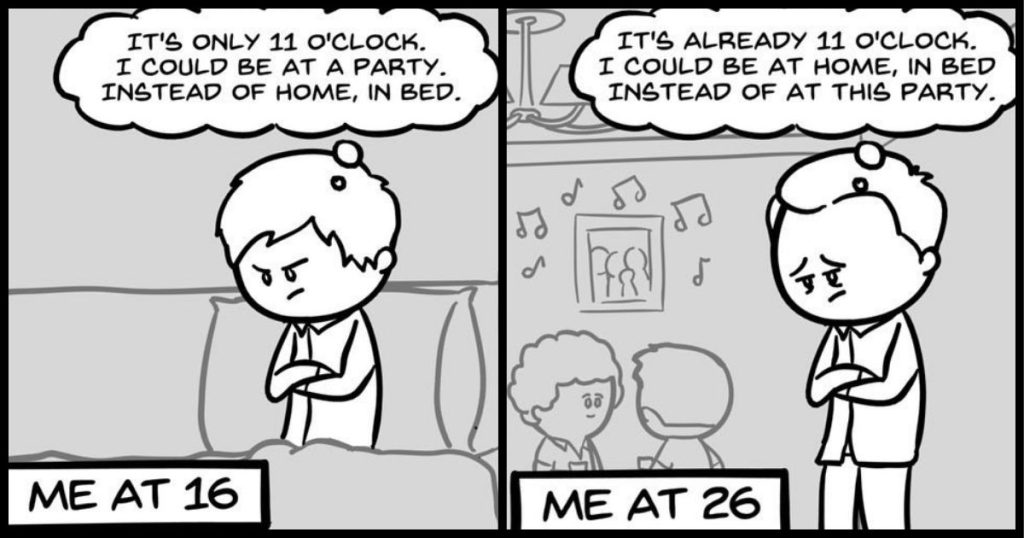 IT'S ONLY 11 O'CLOCK.
I COULD BE AT A PARTY.
INSTEAD OF HOME, IN BED.
ME AT 16
IT'S ALREADY 11 O'CLOCK.
I COULD BE AT HOME, IN BED
INSTEAD OF AT THIS PARTY.
ME AT 26